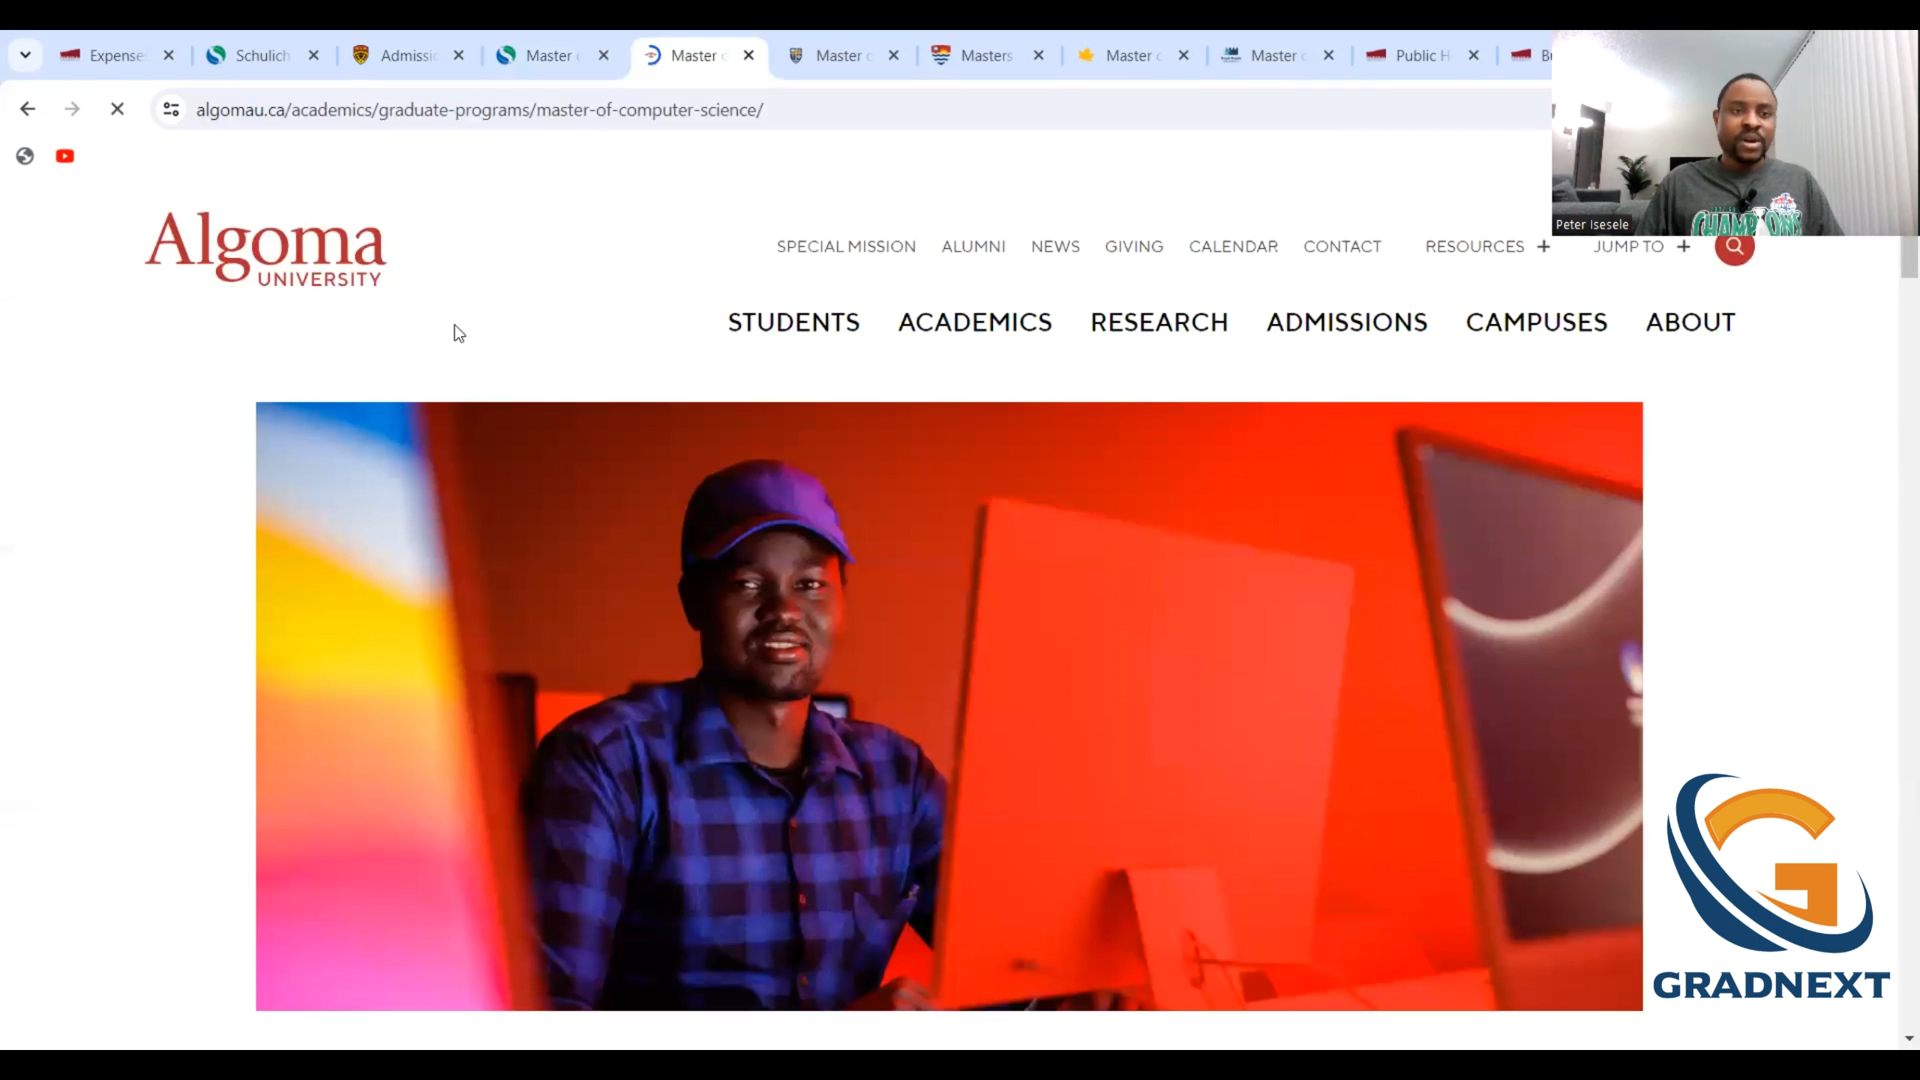 Expense
Schulich
Admissic
Master
Master c
Master c
Masters
Master c
Master c
Public H
algomau.ca/academics/graduate-programs/master-of-computer-science/
Peter Isesele
CHAMPIONS
Algoma
UNIVERSITY
SPECIAL MISSION
ALUMNI
NEWS
GIVING
CALENDAR
CONTACT
RESOURCES +
JUMP TO +
STUDENTS
ACADEMICS
RESEARCH
ADMISSIONS
CAMPUSES
ABOUT
G
GRADNEXT